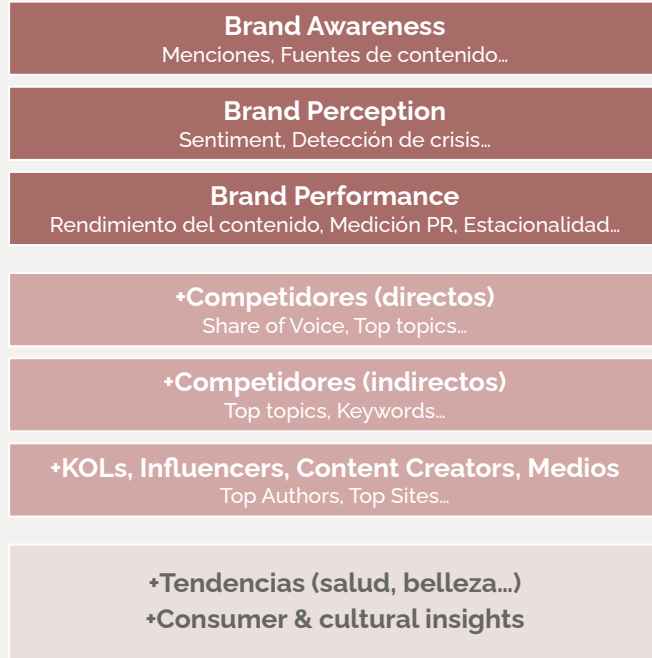 Brand Awareness
Menciones, Fuentes de contenido…
Brand Perception
Sentiment, Detección de crisis…
Brand Performance
Rendimiento del contenido, Medición PR, Estacionalidad…
+Competidores (directos)
Share of Voice, Top topics…
+Competidores (indirectos)
Top topics, Keywords…
+KOLs, Influencers, Content Creators, Medios
Top Authors, Top Sites…
+Tendencias (salud, belleza…)
+Consumer & cultural insights